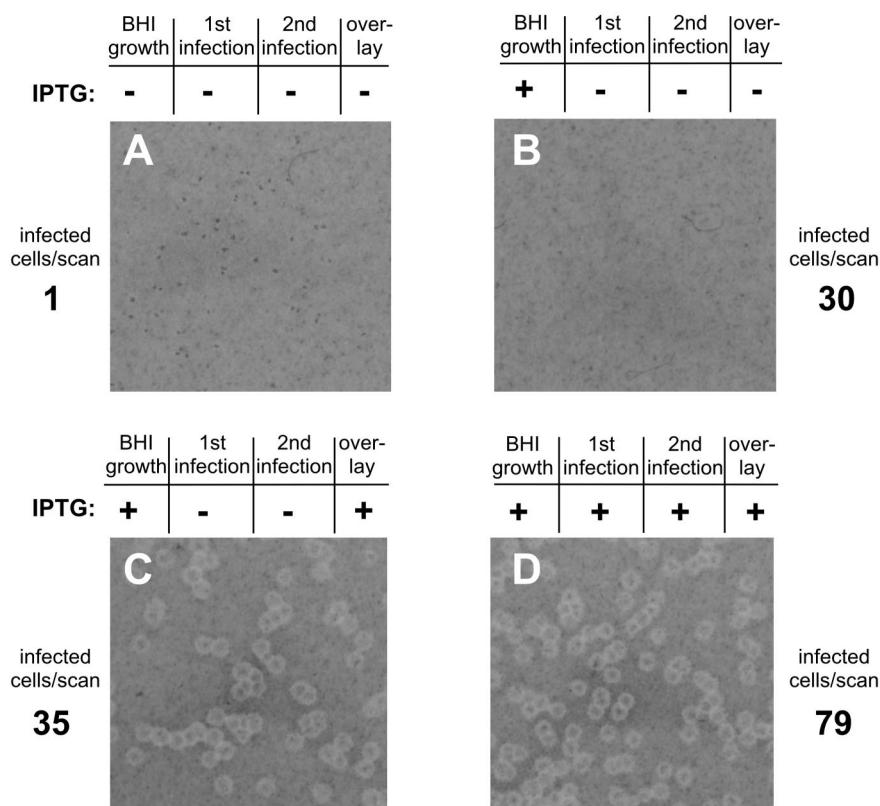 BHI 1st 2nd over-
growth infection infection lay
IPTG: - - - -
A
infected
cells/scan
1
BHI 1st 2nd over-
growth infection infection lay
+ - - -
B
infected
cells/scan
30
BHI 1st 2nd over-
growth infection infection lay
IPTG: + - - +
C
infected
cells/scan
35
BHI 1st 2nd over-
growth infection infection lay
+ + + +
D
infected
cells/scan
79